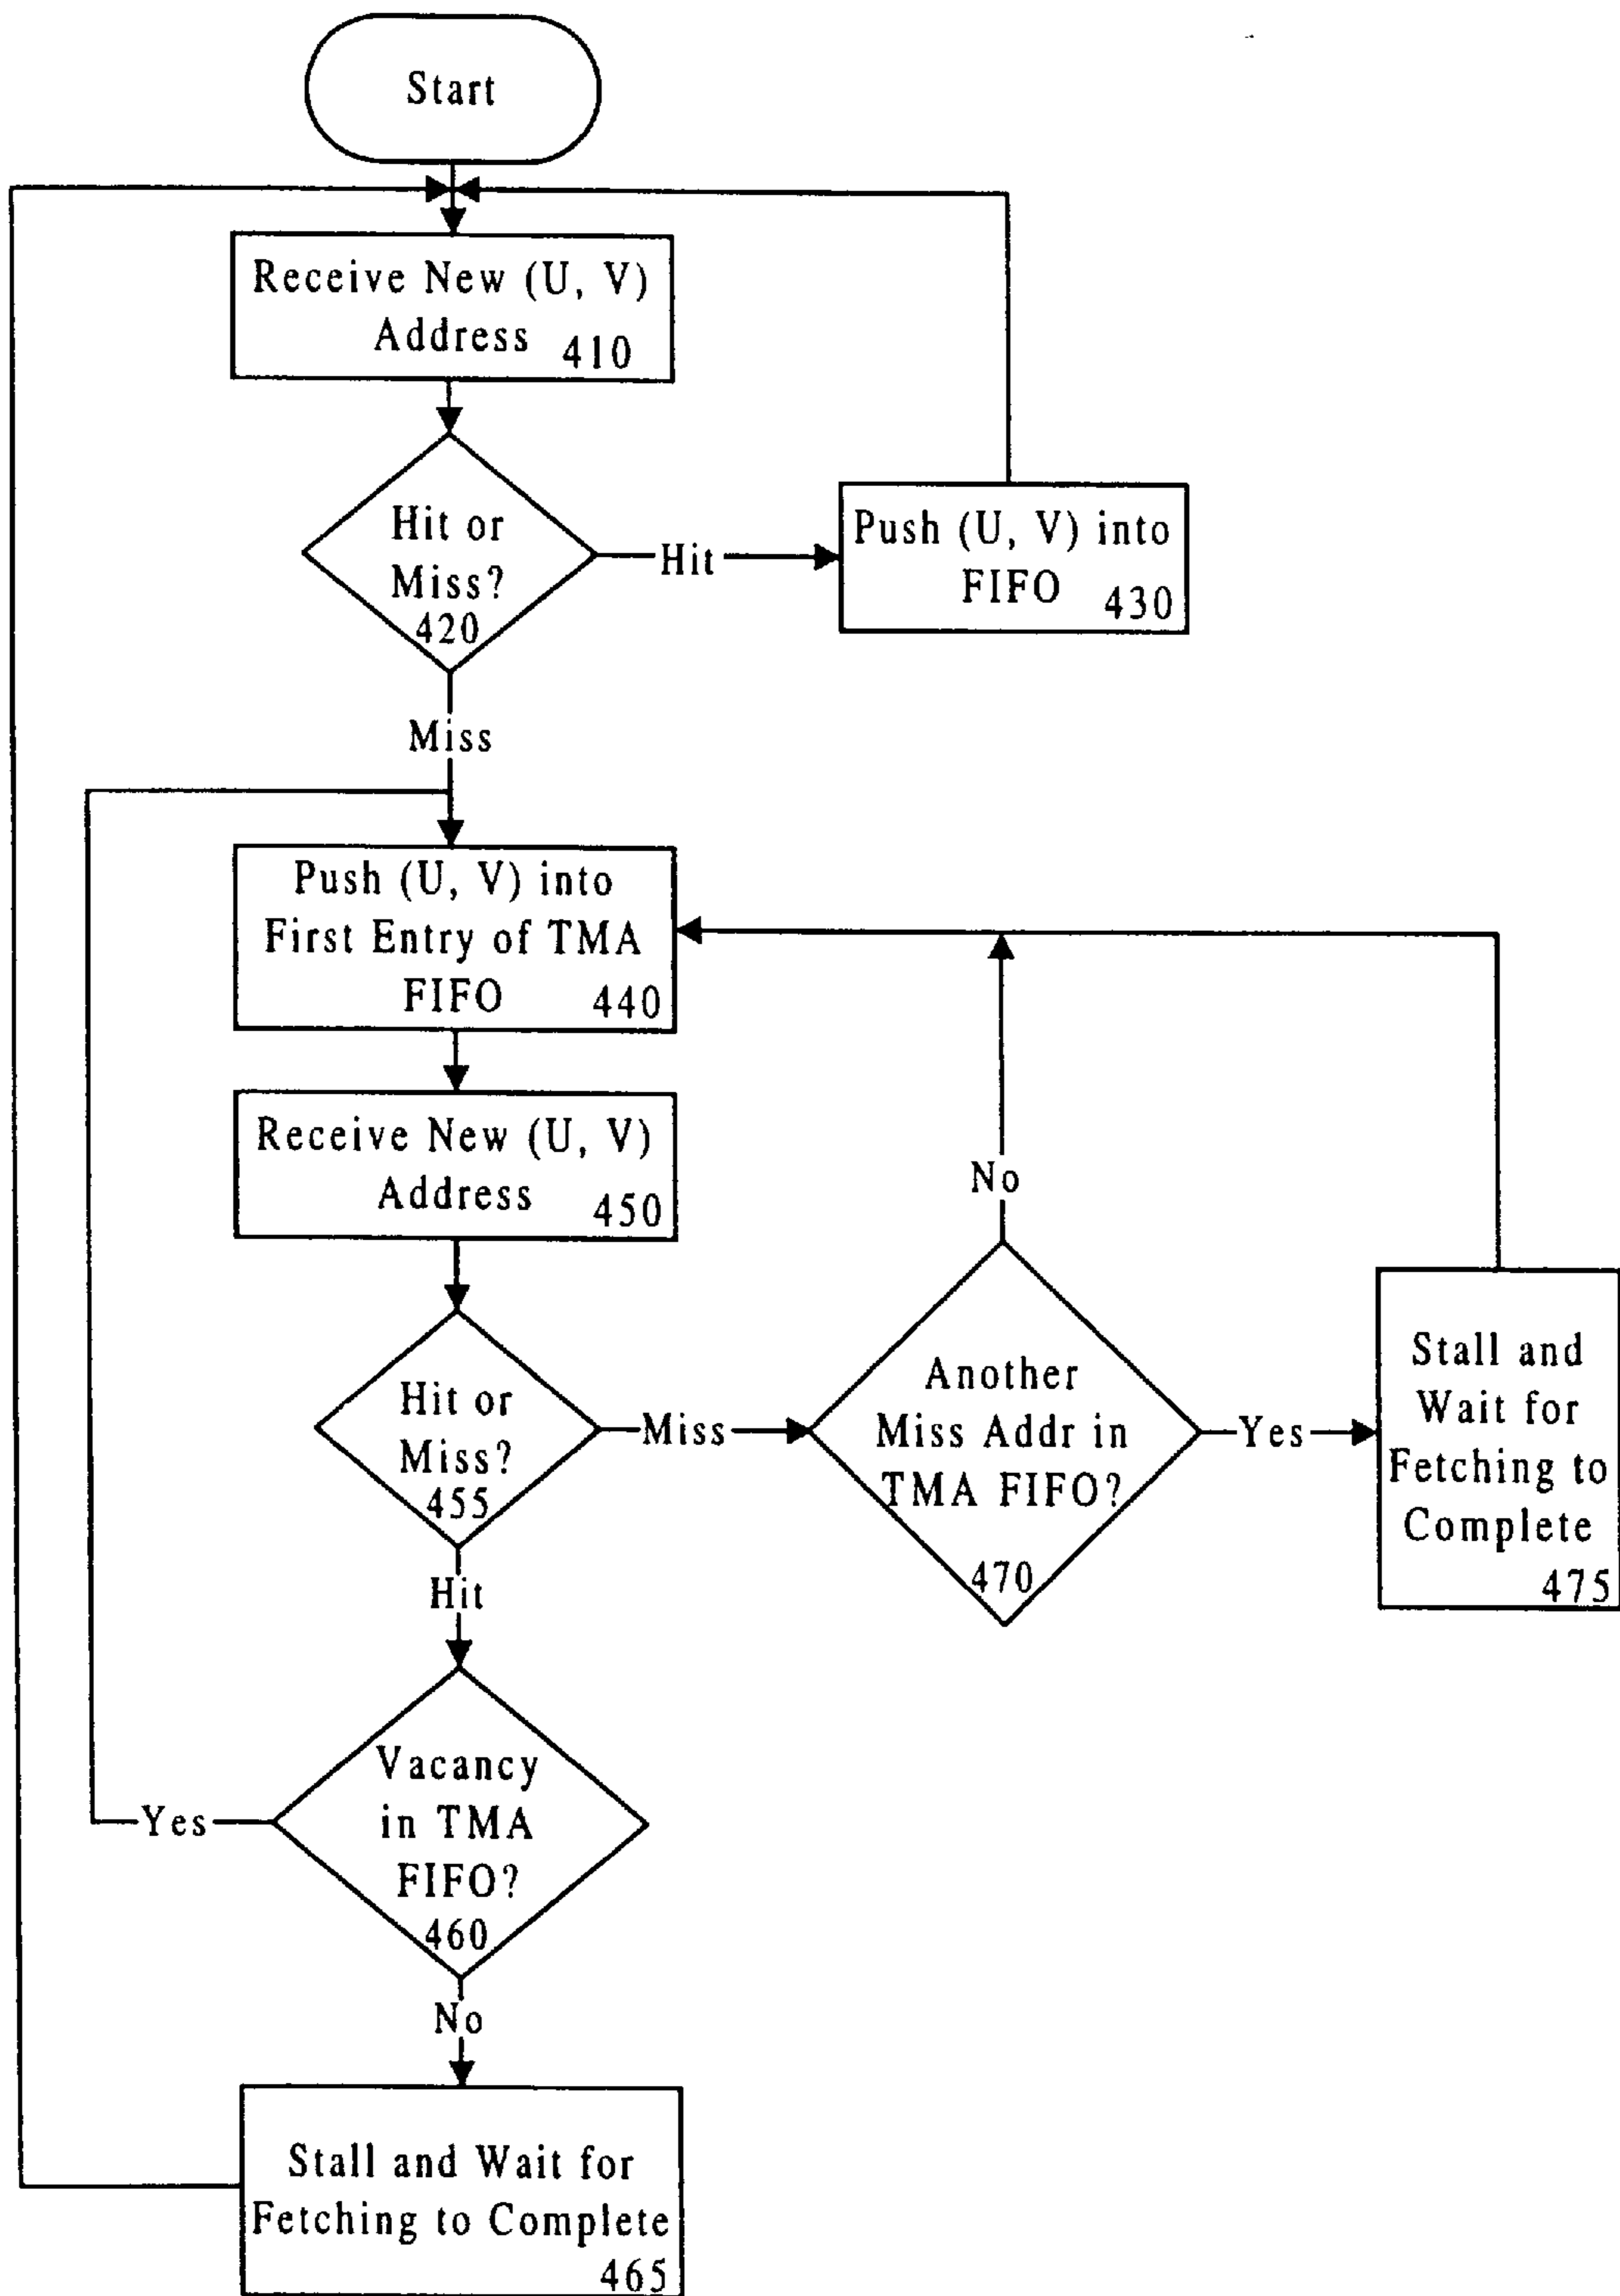 Start
Receive New (U, V)
Address 410
Hit or
Miss?
420
Hit
Push (U, V) into
FIFO 430
Miss
Push (U, V) into
First Entry of TMA
FIFO 440
Receive New (U, V)
Address 450
Hit or
Miss?
455
Miss
Another
Miss Addr in
TMA FIFO?
470
No
Yes
Stall and
Wait for
Fetching to
Complete
475
Hit
Vacancy
in TMA
FIFO?
460
Yes
No
Stall and Wait for
Fetching to Complete
465